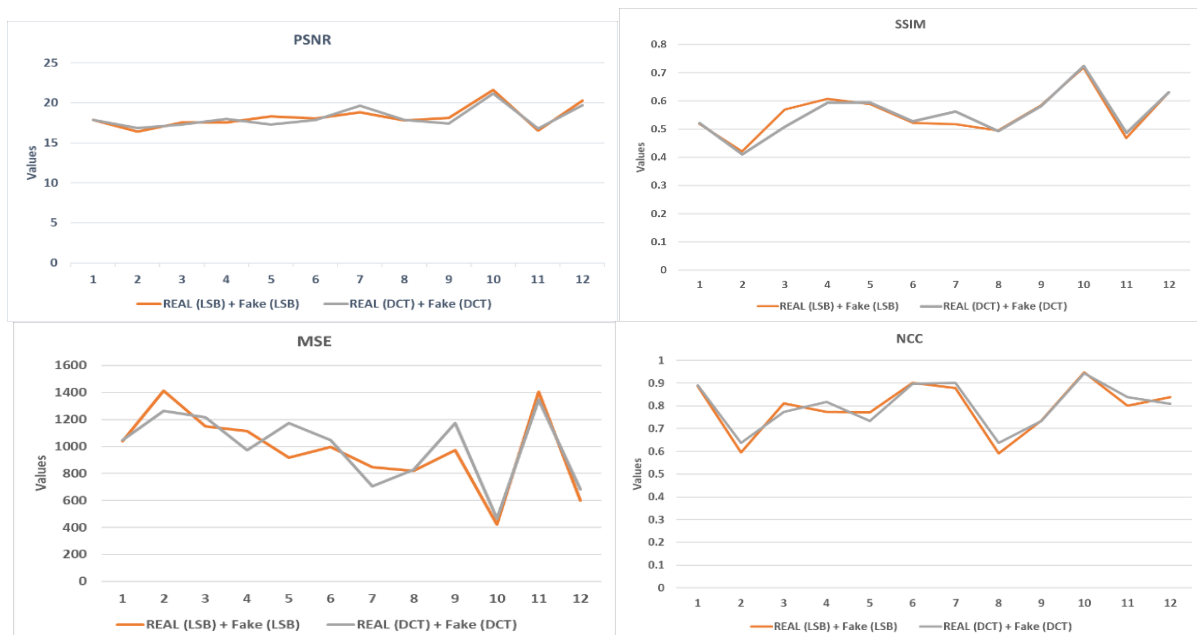 PSNR
25
20
15
10
5
0
Values
1 2 3 4 5 6 7 8 9 10 11 12
REAL (LSB) + Fake (LSB) REAL (DCT) + Fake (DCT)
SSIM
0.8
0.7
0.6
0.5
0.4
0.3
0.2
0.1
0
Values
1 2 3 4 5 6 7 8 9 10 11 12
REAL (LSB) + Fake (LSB) REAL (DCT) + Fake (DCT)
MSE
1600
1400
1200
1000
800
600
400
200
0
Values
1 2 3 4 5 6 7 8 9 10 11 12
REAL (LSB) + Fake (LSB) REAL (DCT) + Fake (DCT)
NCC
1
0.9
0.8
0.7
0.6
0.5
0.4
0.3
0.2
0.1
0
Values
1 2 3 4 5 6 7 8 9 10 11 12
REAL (LSB) + Fake (LSB) REAL (DCT) + Fake (DCT)